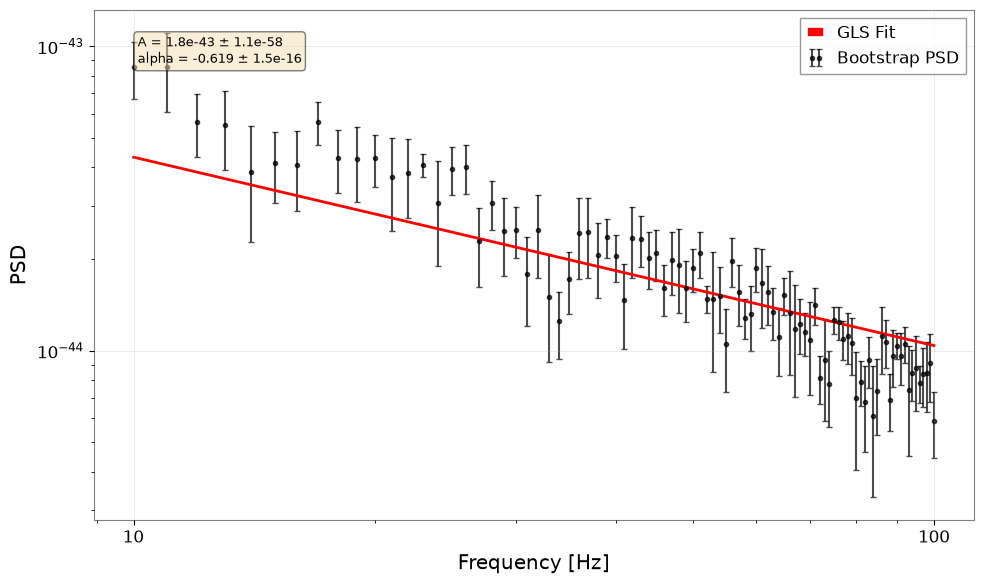 A = 1.8e-43 ± 1.1e-58
alpha = -0.619 ± 1.5e-16
GLS Fit
Bootstrap PSD
10⁻⁴³
10⁻⁴⁴
PSD
10
100
Frequency [Hz]